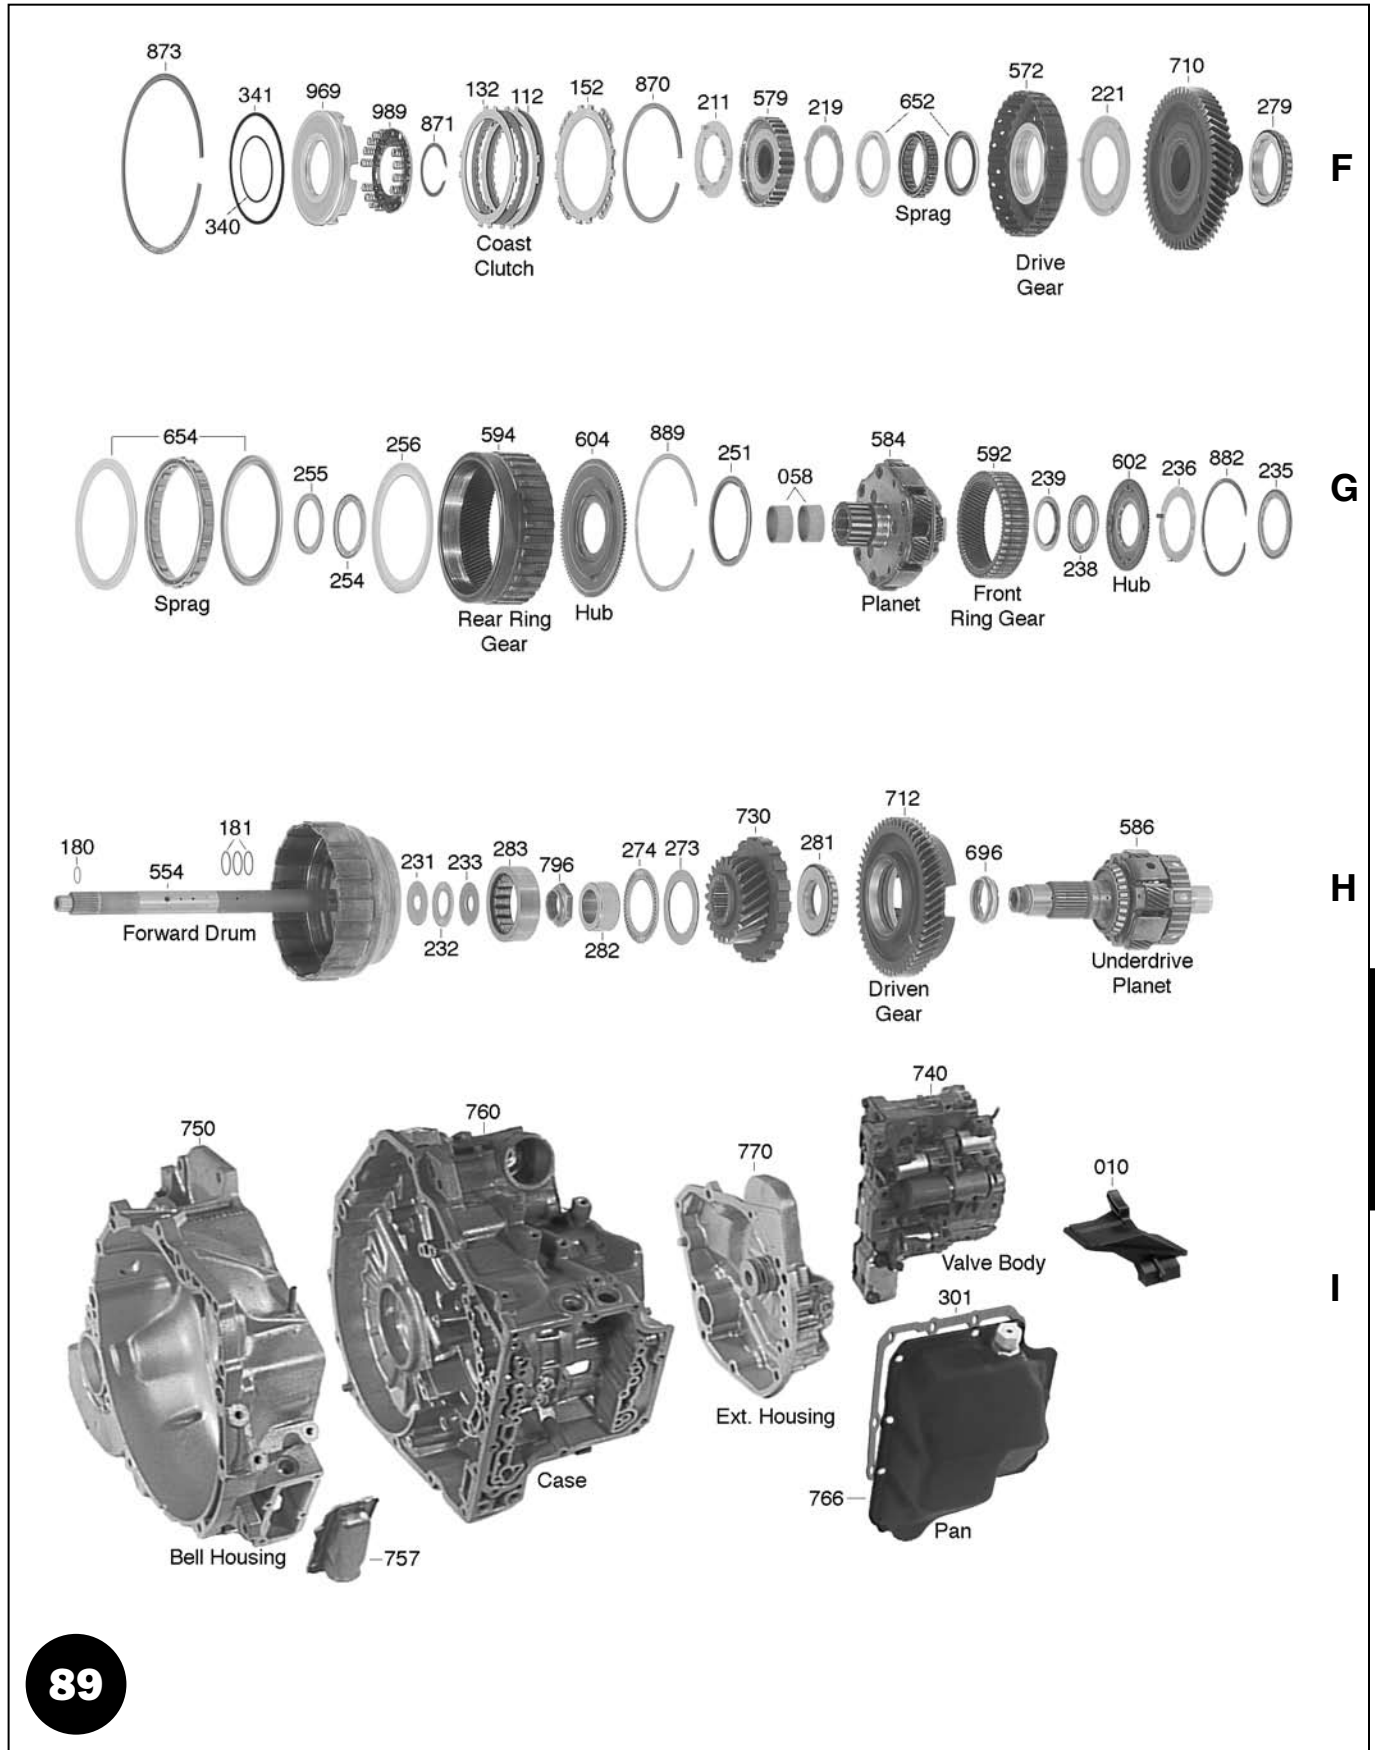 873
341
969
989
871
132
112
152
870
211
579
219
652
572
221
710
279
F
340
Coast
Clutch
Sprag
Drive
Gear
654
255
254
256
594
604
889
251
058
584
592
239
238
602
236
882
235
G
Sprag
Rear Ring
Gear
Hub
Planet
Front
Ring Gear
Hub
180
554
181
231
232
233
283
796
282
274
273
730
281
712
696
586
H
Forward Drum
Driven
Gear
Underdrive
Planet
750
760
770
740
010
Valve Body
I
301
Ext. Housing
Case
766
Pan
Bell Housing
757
89